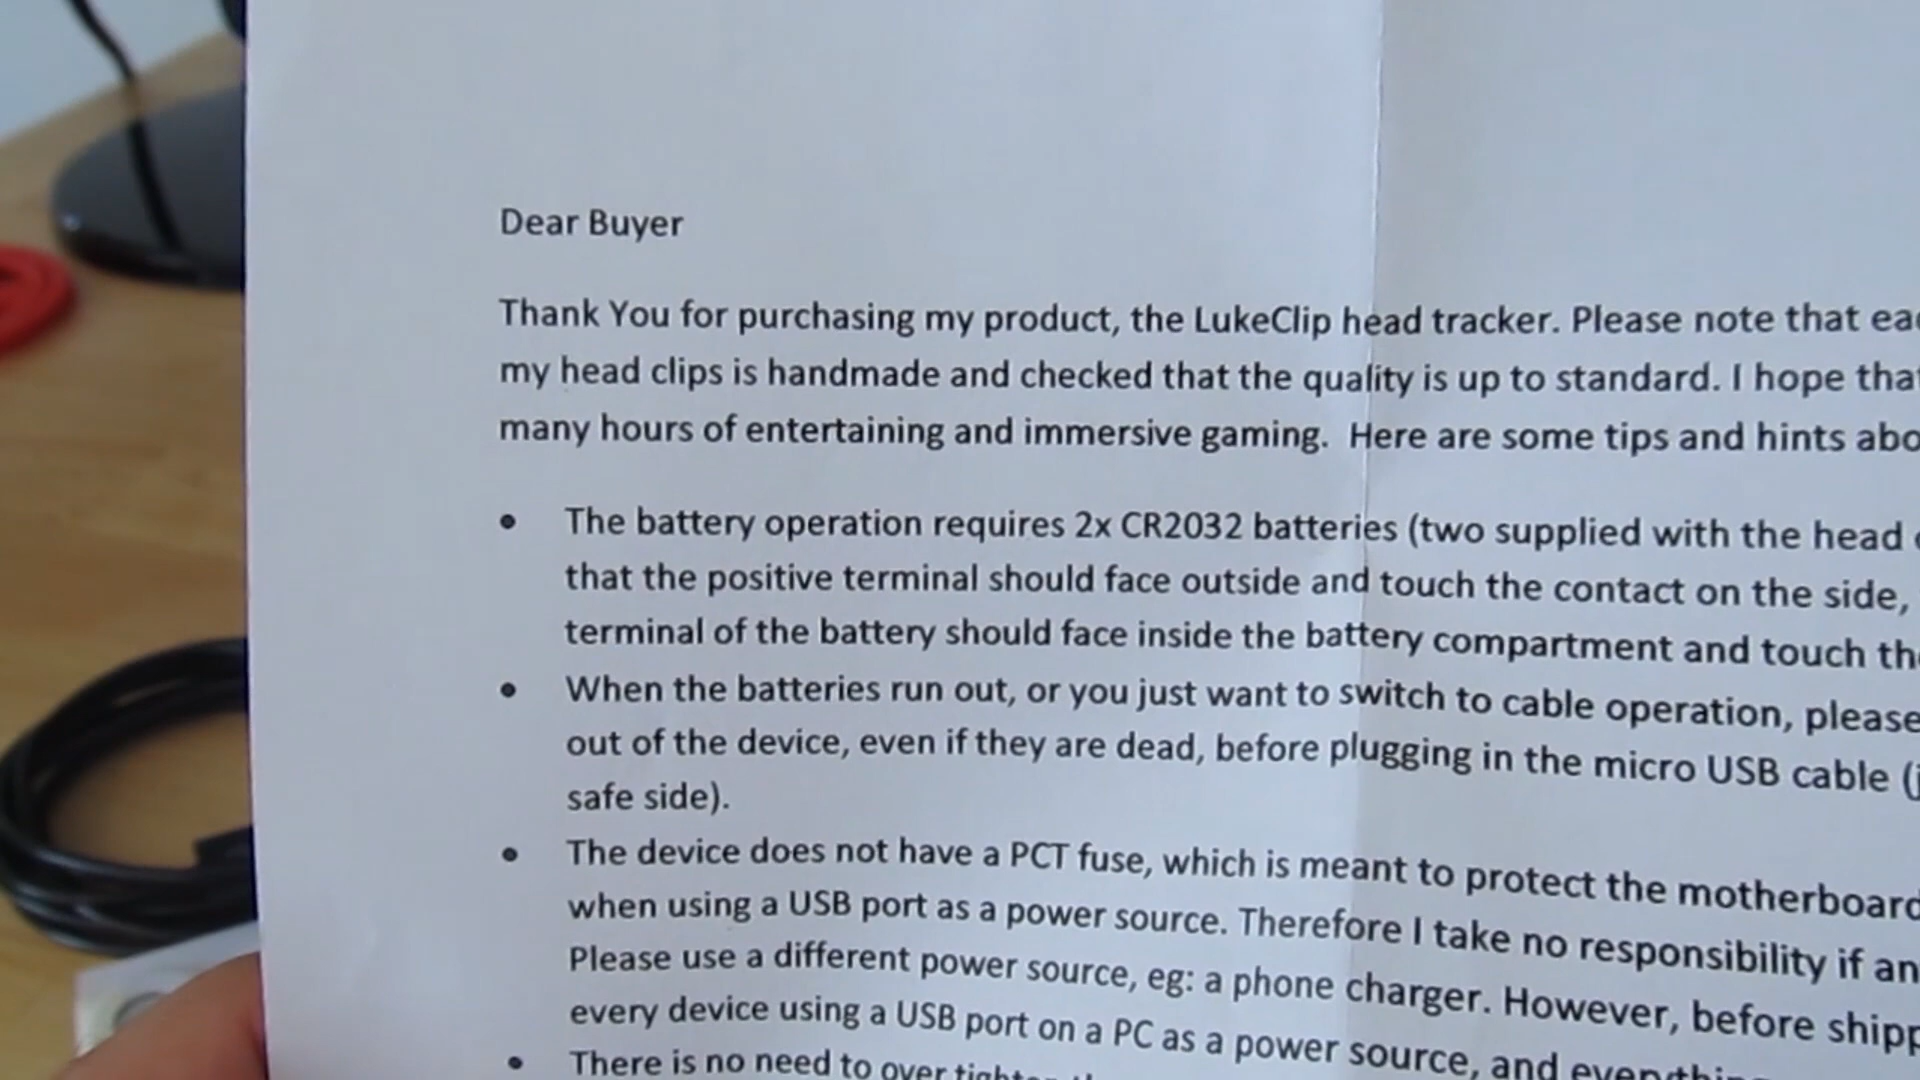 Dear Buyer
Thank You for purchasing my product, the LukeClip head tracker. Please note that
my head clips is handmade and checked that the quality is up to standard. I hope
many hours of entertaining and immersive gaming. Here are some tips and hints
• The battery operation requires 2x CR2032 batteries (two supplied with the head
that the positive terminal should face outside and touch the contact on the side,
terminal of the battery should face inside the battery compartment and touch
• When the batteries run out, or you just want to switch to cable operation, please
out of the device, even if they are dead, before plugging in the micro USB cable
safe side).
• The device does not have a PCT fuse, which is meant to protect the motherboard
when using a USB port as a power source. Therefore I take no responsibility if
Please use a different power source, eg: a phone charger. However, before
every device using a USB port on a PC as a power source, and
• There is no need to over